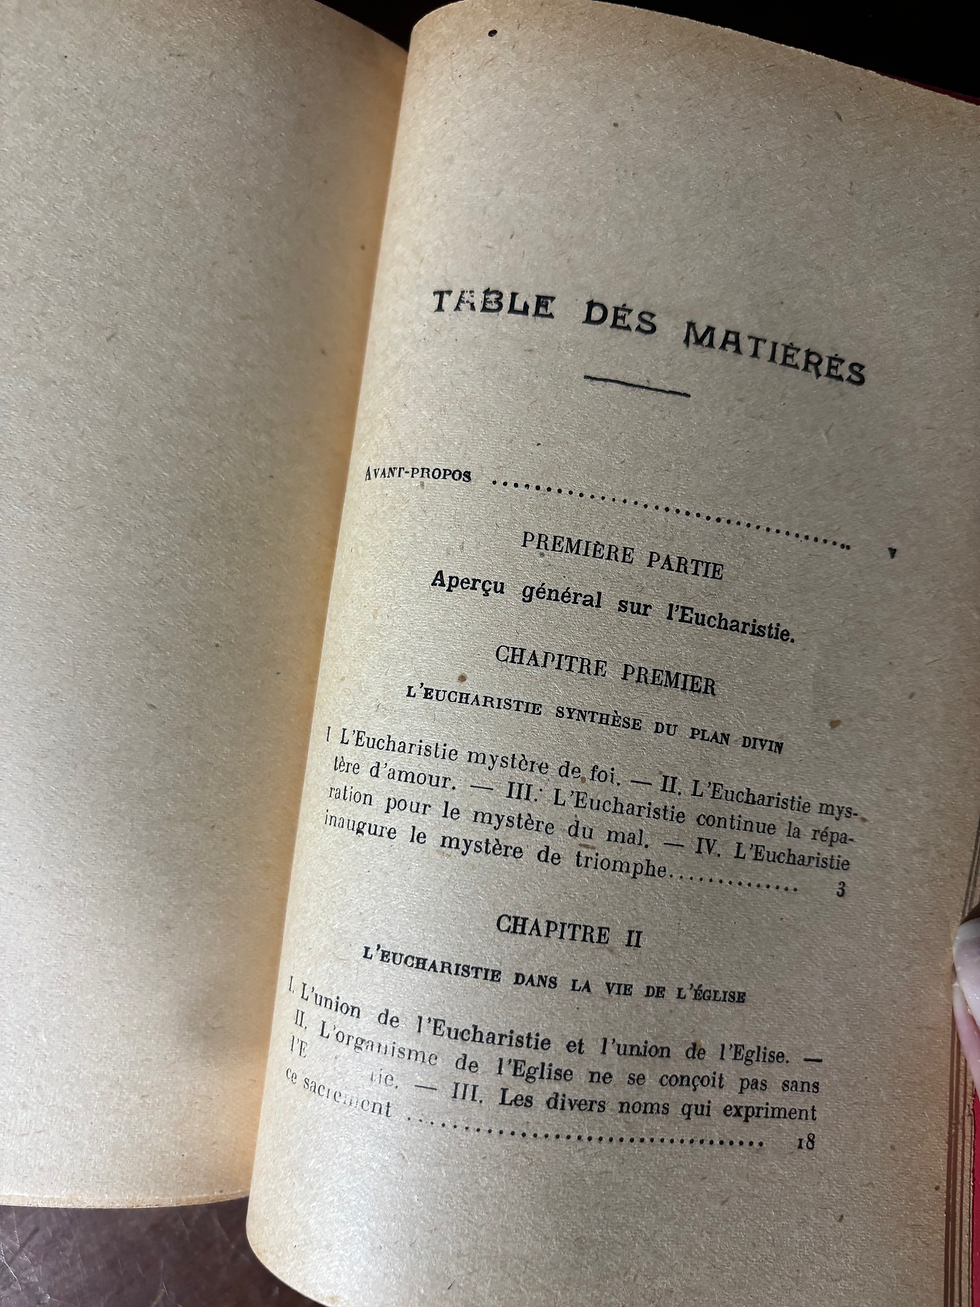 TABLE DES MATIÈRES
AVANT-PROPOS ........................................ v
PREMIÈRE PARTIE
Aperçu général sur l'Eucharistie.
CHAPITRE PREMIER
L'EUCHARISTIE SYNTHÈSE DU PLAN DIVIN
I L'Eucharistie mystère de foi. — II. L'Eucharistie mys-
tère d'amour. — III. L'Eucharistie continue la répa-
ration pour le mystère du mal. — IV. L'Eucharistie
inaugure le mystère de triomphe.............. 3
CHAPITRE II
L'EUCHARISTIE DANS LA VIE DE L'ÉGLISE
I. L'union de l'Eucharistie et l'union de l'Eglise. —
II. L'organisme de l'Eglise ne se conçoit pas sans
— III. Les divers noms qui expriment
ce sacrement ........................................ 18